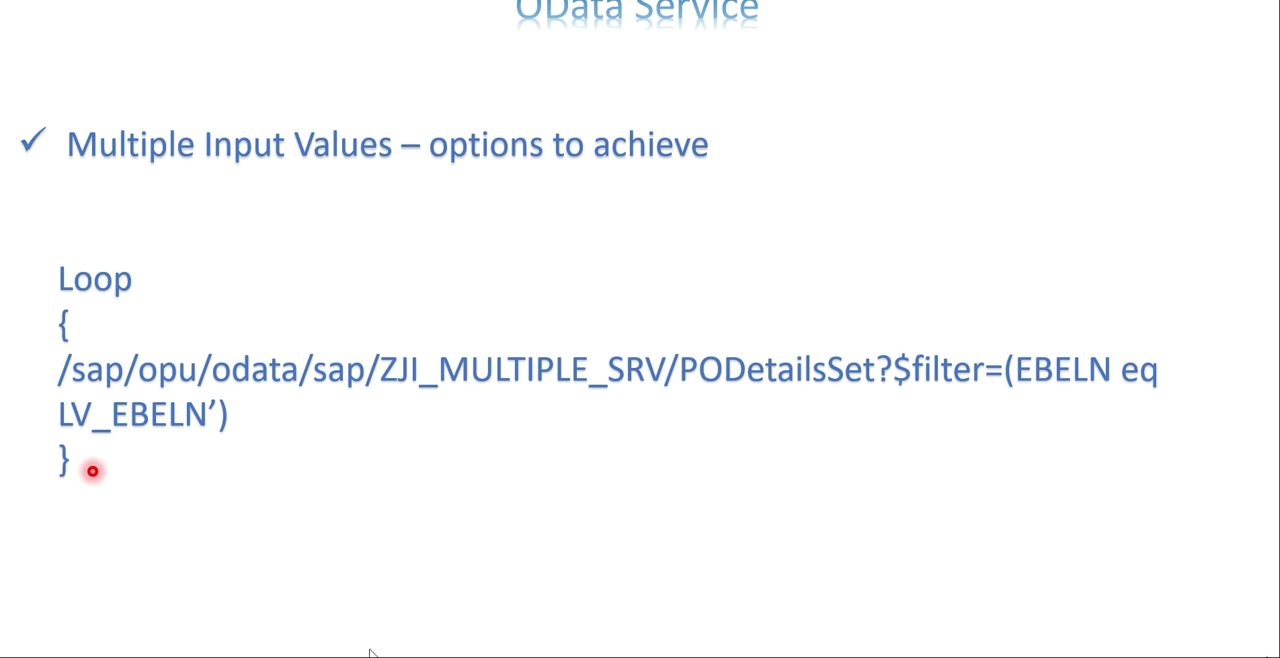 OData Service
✓ Multiple Input Values – options to achieve
Loop
{
/sap/opu/odata/sap/ZJI_MULTIPLE_SRV/PODetailsSet?$filter=(EBELN eq
LV_EBELN’)
}